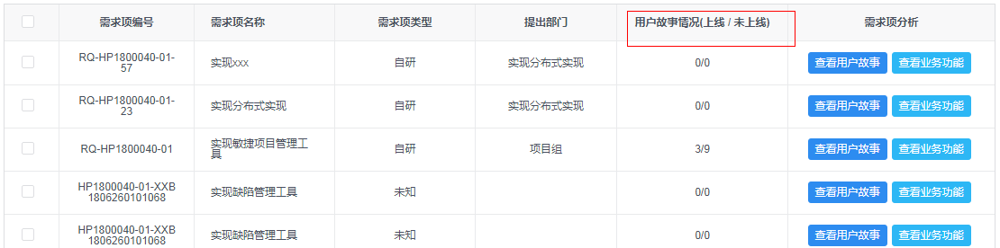 需求项编号 需求项名称 需求项类型 提出部门 用户故事情况(上线 / 未上线) 需求项分析
RQ-HP1800040-01-
57
实现xxx 自研 实现分布式实现 0/0 查看用户故事 查看业务功能
RQ-HP1800040-01-
23
实现分布式实现 自研 实现分布式实现 0/0 查看用户故事 查看业务功能
RQ-HP1800040-01
实现敏捷项目管理工
具
自研 项目组 3/9 查看用户故事 查看业务功能
HP1800040-01-XXB
1806260101068
实现缺陷管理工具 未知 0/0 查看用户故事 查看业务功能
HP1800040-01-XXB
1806260101068
实现缺陷管理工具 未知 0/0 查看用户故事 查看业务功能